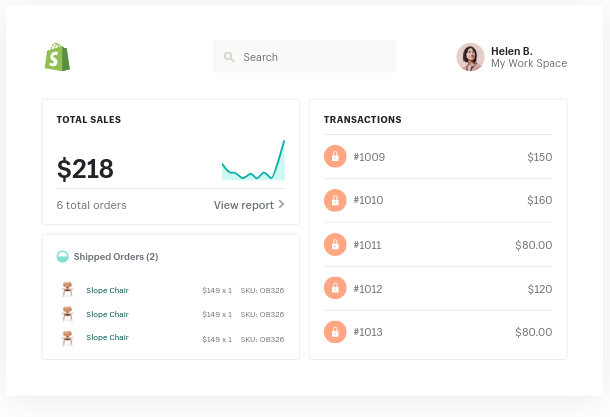 Search
Helen B.
My Work Space
TOTAL SALES
$218
6 total orders
View report
Shipped Orders (2)
Slope Chair $149 x 1 SKU: OB326
Slope Chair $149 x 1 SKU: OB326
Slope Chair $149 x 1 SKU: OB326
TRANSACTIONS
#1009 $150
#1010 $160
#1011 $80.00
#1012 $120
#1013 $80.00